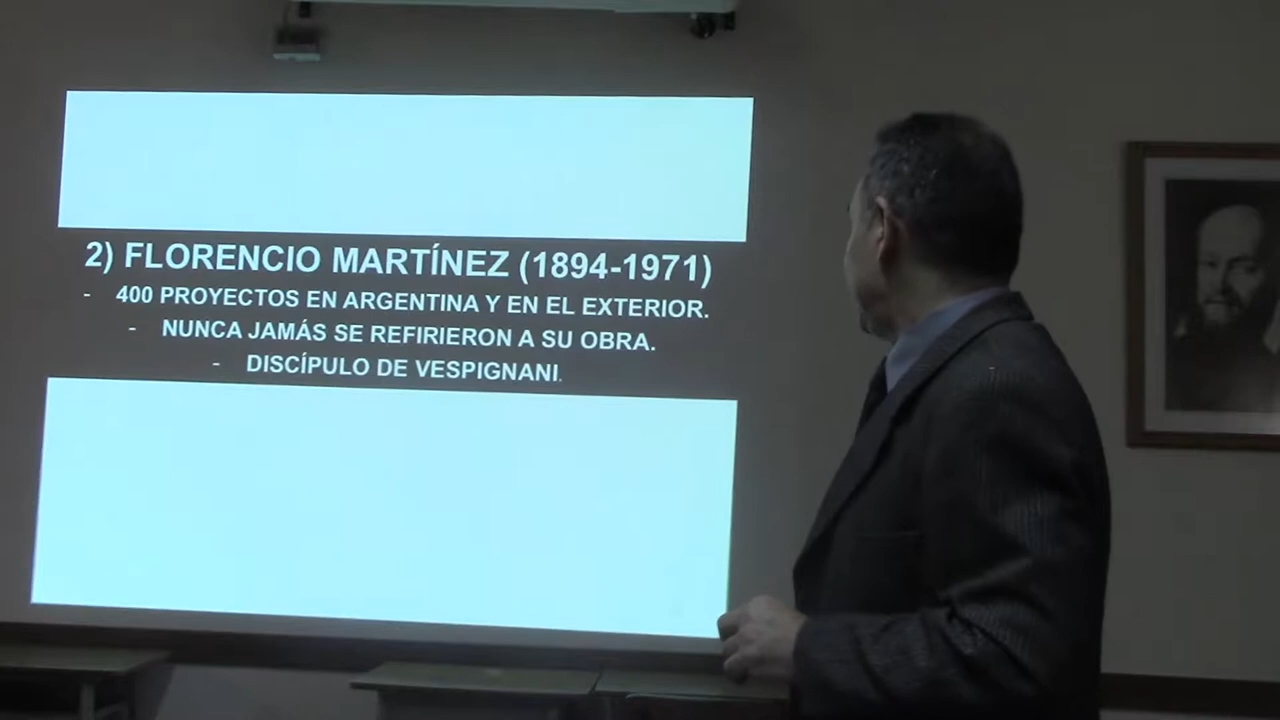 2) FLORENCIO MARTÍNEZ (1894-1971)
- 400 PROYECTOS EN ARGENTINA Y EN EL EXTERIOR.
- NUNCA JAMÁS SE REFIRIERON A SU OBRA.
- DISCÍPULO DE VESPIGNANI.